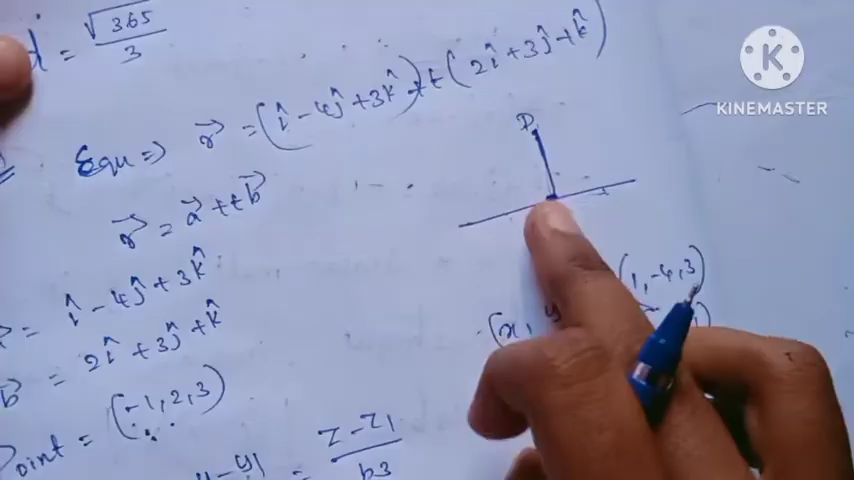 d = √365 / 3
Equ => r⃗ = (î - 4ĵ + 3k̂) + t(2î + 3ĵ + k̂)
r⃗ = a⃗ + t b⃗
= î - 4ĵ + 3k̂
b⃗ = 2î + 3ĵ + k̂
Point = (-1, 2, 3)
y - y1 = z - z1 / b3
P
(1, -4, 3)
(x, y
K
KINEMASTER